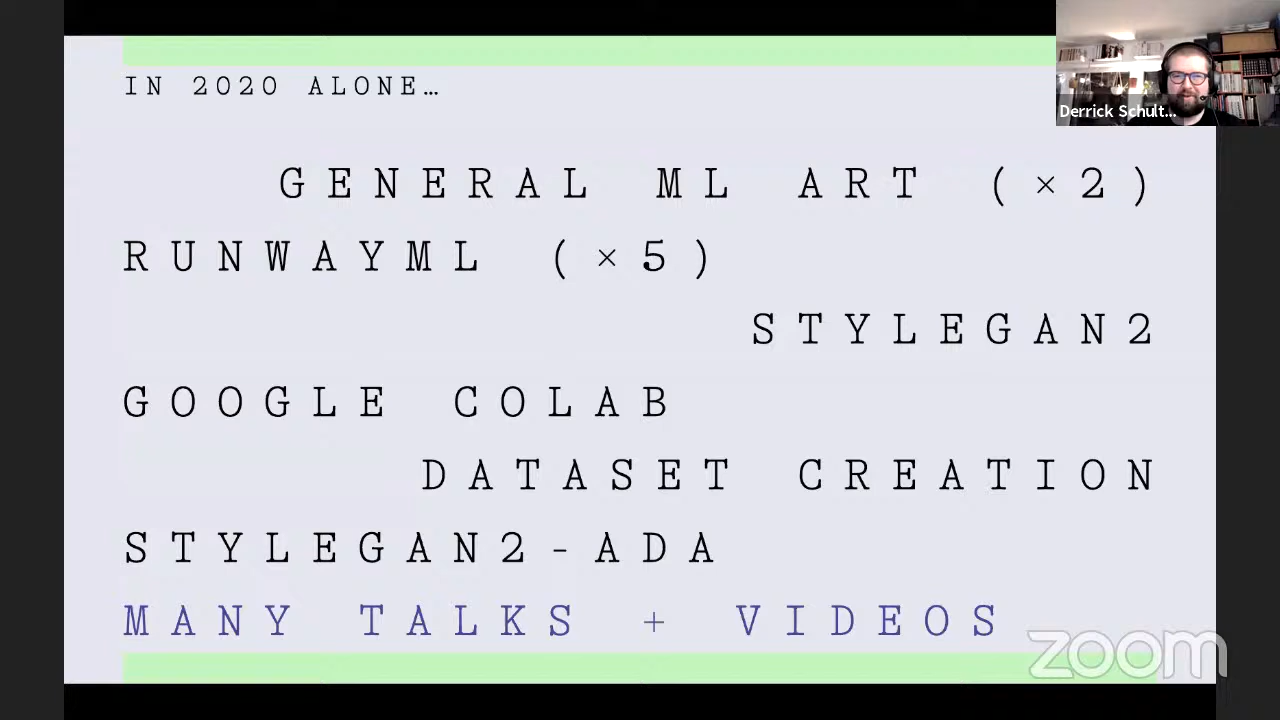 IN 2020 ALONE…
Derrick Schult...
GENERAL ML ART (×2)
RUNWAYML (×5)
STYLEGAN2
GOOGLE COLAB
DATASET CREATION
STYLEGAN2-ADA
MANY TALKS + VIDEOS
zoom